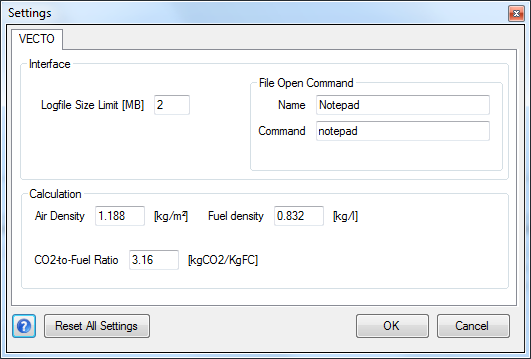 Settings
VECTO
Interface
Logfile Size Limit [MB] 2
File Open Command
Name Notepad
Command notepad
Calculation
Air Density 1.188 [kg/m²] Fuel density 0.832 [kg/l]
CO2-to-Fuel Ratio 3.16 [kgCO2/KgFC]
? Reset All Settings OK Cancel